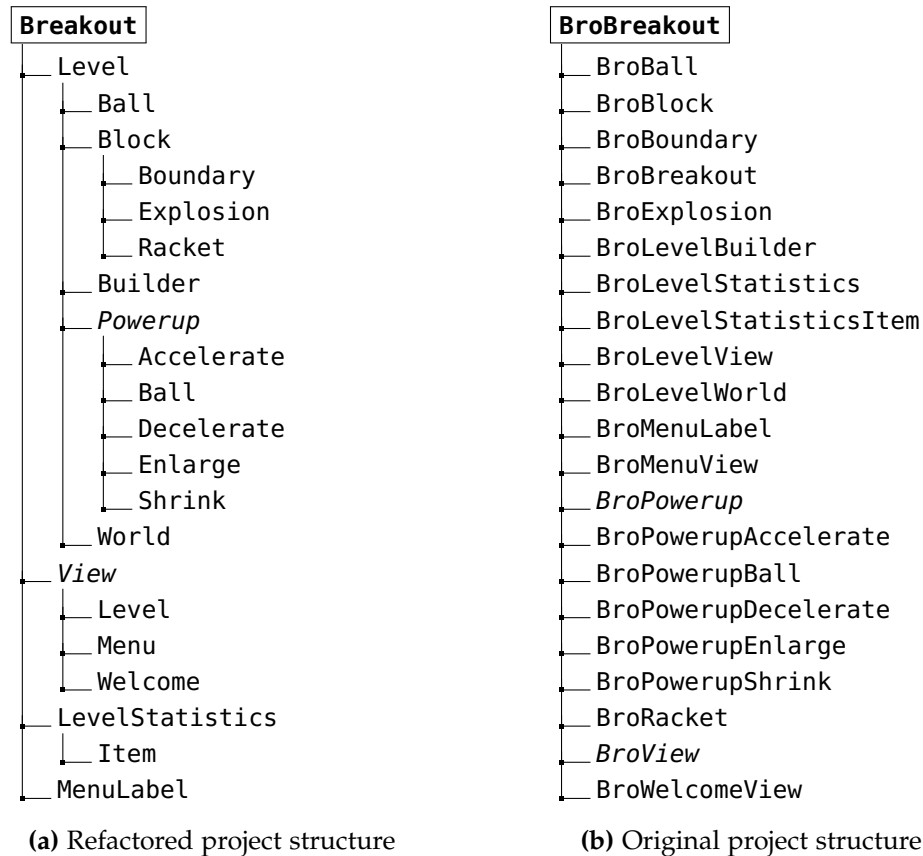 Breakout
Level
Ball
Block
Boundary
Explosion
Racket
Builder
Powerup
Accelerate
Ball
Decelerate
Enlarge
Shrink
World
View
Level
Menu
Welcome
LevelStatistics
Item
MenuLabel
(a) Refactored project structure
BroBreakout
BroBall
BroBlock
BroBoundary
BroBreakout
BroExplosion
BroLevelBuilder
BroLevelStatistics
BroLevelStatisticsItem
BroLevelView
BroLevelWorld
BroMenuLabel
BroMenuView
BroPowerup
BroPowerupAccelerate
BroPowerupBall
BroPowerupDecelerate
BroPowerupEnlarge
BroPowerupShrink
BroRacket
BroView
BroWelcomeView
(b) Original project structure